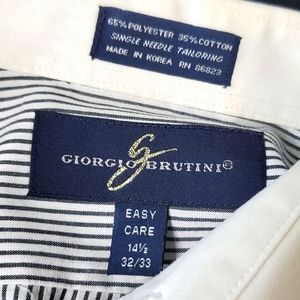 65% POLYESTER 35% COTTON
SINGLE NEEDLE TAILORING
MADE IN KOREA RN 86823
GIORGIO BRUTINI®
EASY
CARE
14½
32/33